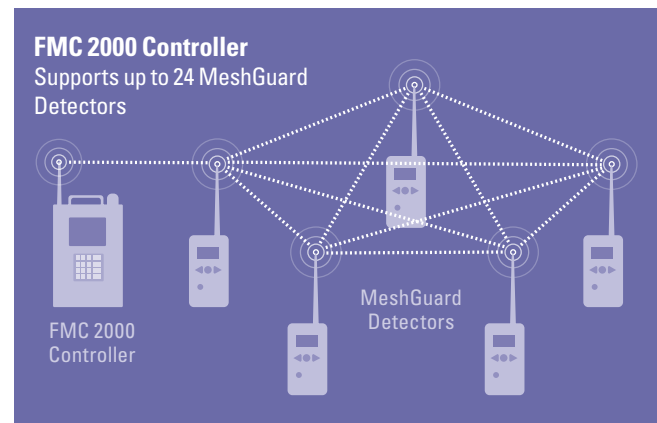 FMC 2000 Controller
Supports up to 24 MeshGuard
Detectors
MeshGuard
Detectors
FMC 2000
Controller